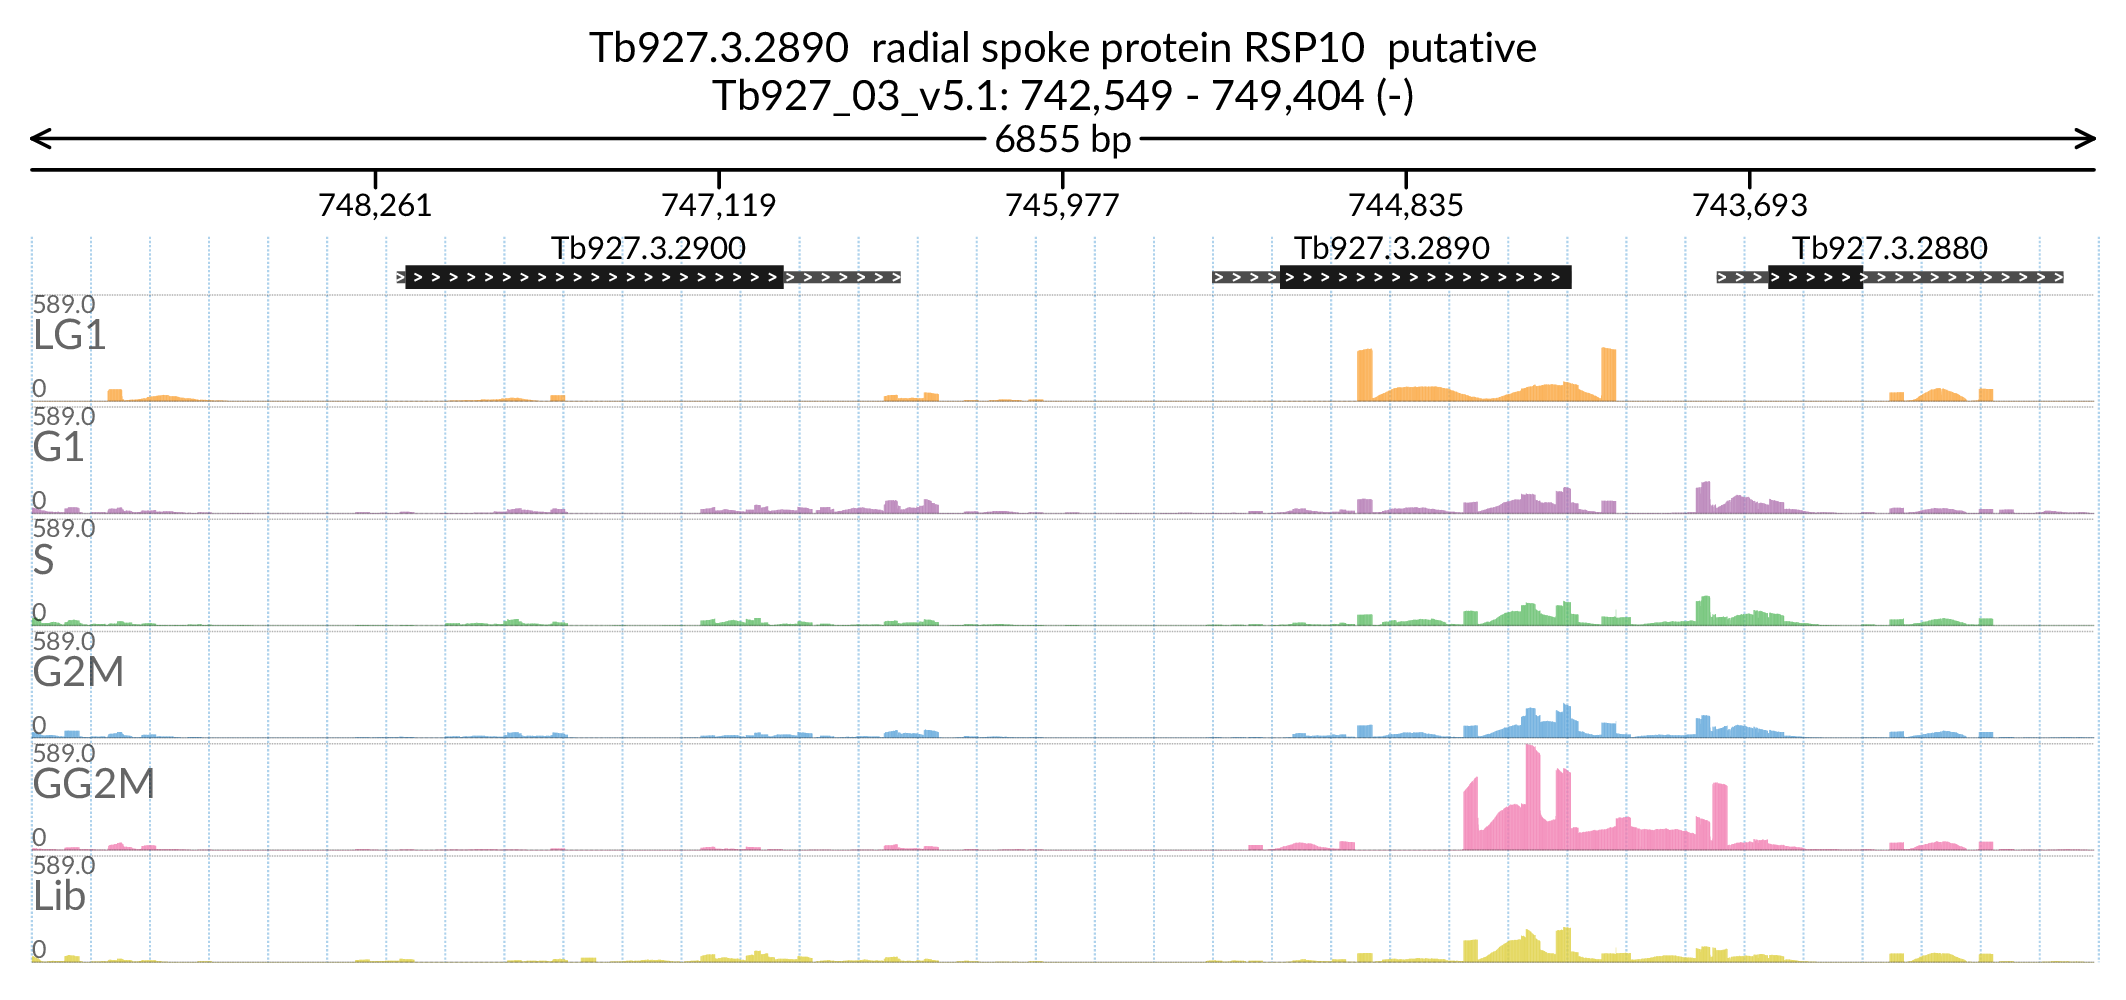 Tb927.3.2890  radial spoke protein RSP10  putative
Tb927_03_v5.1: 742,549 - 749,404 (-)
6855 bp
748,261 747,119 745,977 744,835 743,693
Tb927.3.2900 Tb927.3.2890 Tb927.3.2880
589.0
LG1
0
589.0
G1
0
589.0
S
0
589.0
G2M
0
589.0
GG2M
0
589.0
Lib
0